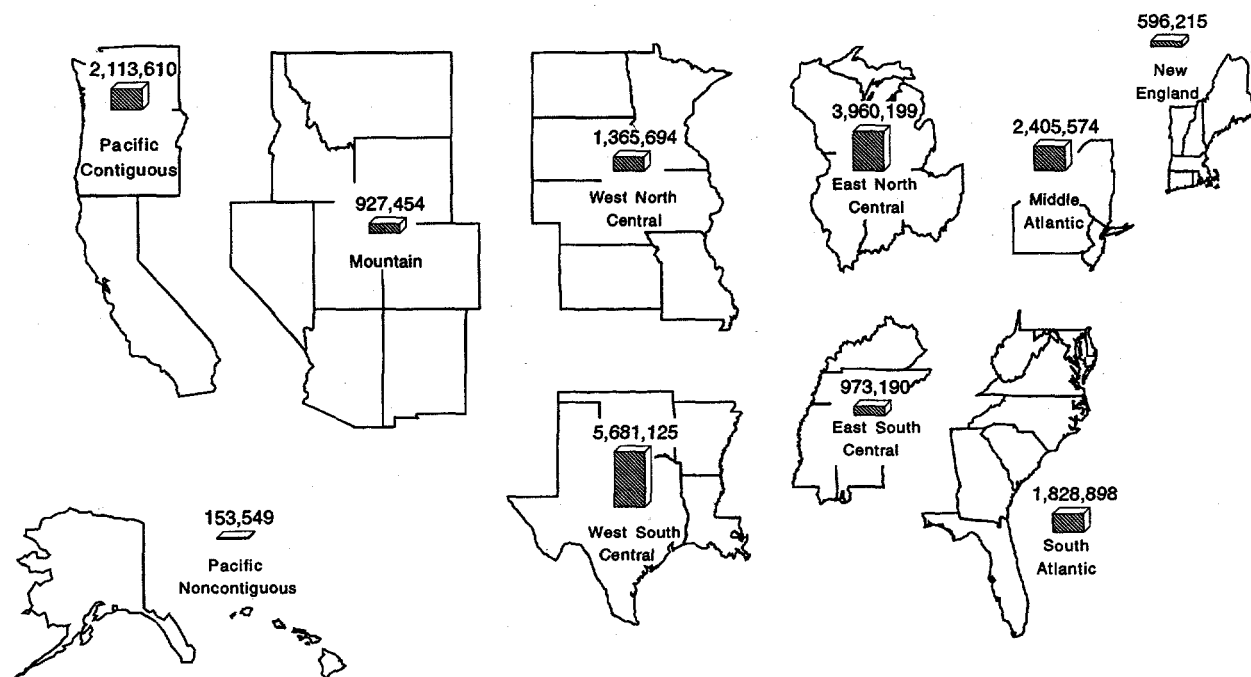 596,215
New
England
2,113,610
Pacific
Contiguous
927,454
Mountain
1,365,694
West North
Central
3,960,199
East North
Central
2,405,574
Middle
Atlantic
973,190
East South
Central
5,681,125
West South
Central
1,828,898
South
Atlantic
153,549
Pacific
Noncontiguous